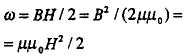 ω = BH / 2 = B² / (2μμ₀) =
= μμ₀H² / 2